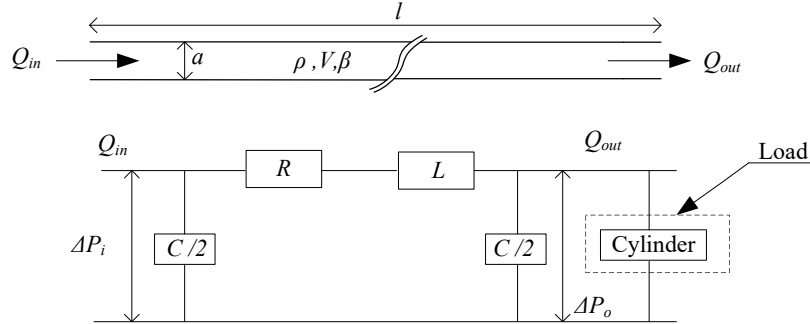 l
Q_in
a
ρ ,V,β
Q_out
Q_in
Q_out
Load
R
L
ΔP_i
C /2
C /2
Cylinder
ΔP_o